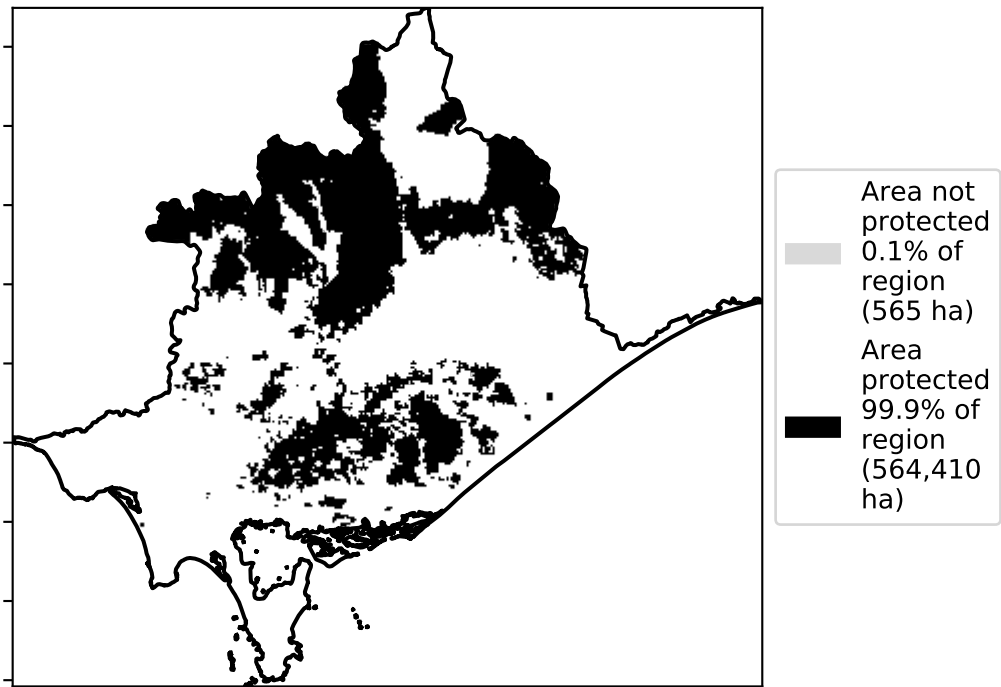 Area not
protected
0.1% of
region
(565 ha)
Area
protected
99.9% of
region
(564,410
ha)